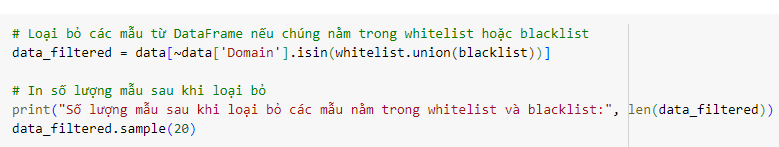 # Loại bỏ các mẫu từ DataFrame nếu chúng nằm trong whitelist hoặc blacklist
data_filtered = data[~data['Domain'].isin(whitelist.union(blacklist))]
# In số lượng mẫu sau khi loại bỏ
print("Số lượng mẫu sau khi loại bỏ các mẫu nằm trong whitelist và blacklist:", len(data_filtered))
data_filtered.sample(20)